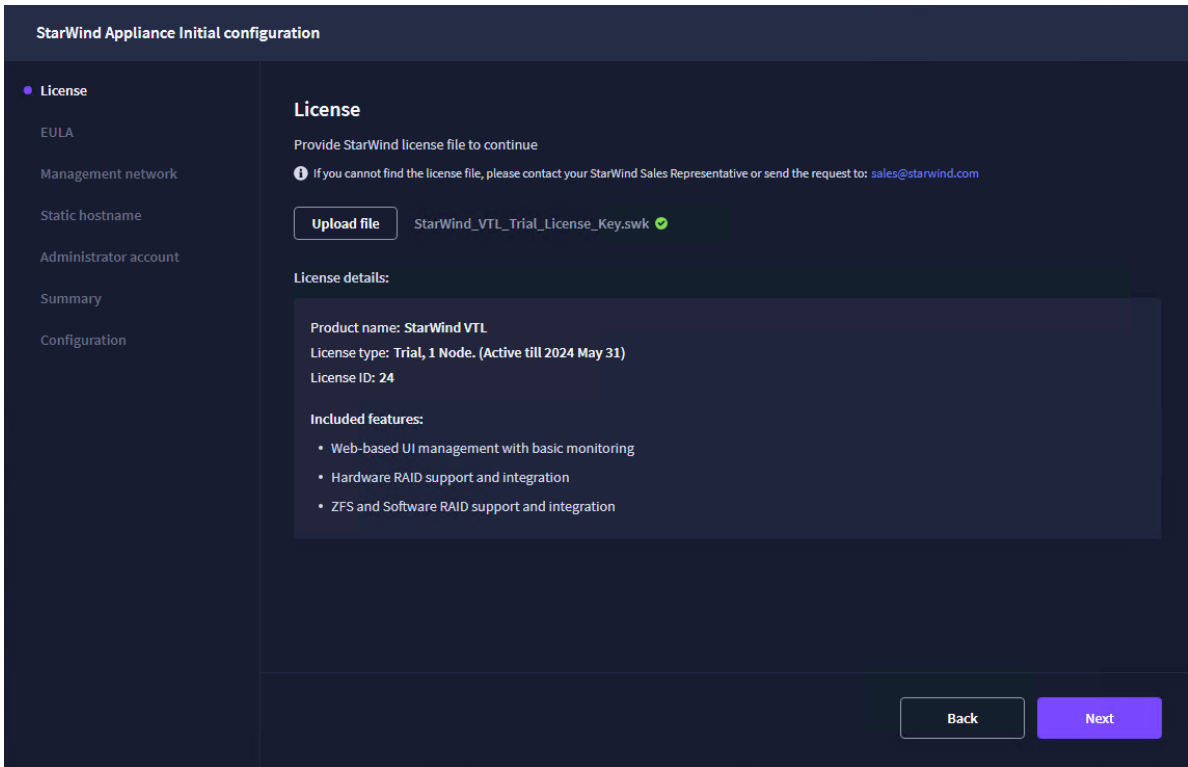 StarWind Appliance Initial configuration
License
EULA
Management network
Static hostname
Administrator account
Summary
Configuration
License
Provide StarWind license file to continue
If you cannot find the license file, please contact your StarWind Sales Representative or send the request to: sales@starwind.com
Upload file StarWind_VTL_Trial_License_Key.swk
License details:
Product name: StarWind VTL
License type: Trial, 1 Node. (Active till 2024 May 31)
License ID: 24
Included features:
• Web-based UI management with basic monitoring
• Hardware RAID support and integration
• ZFS and Software RAID support and integration
Back Next